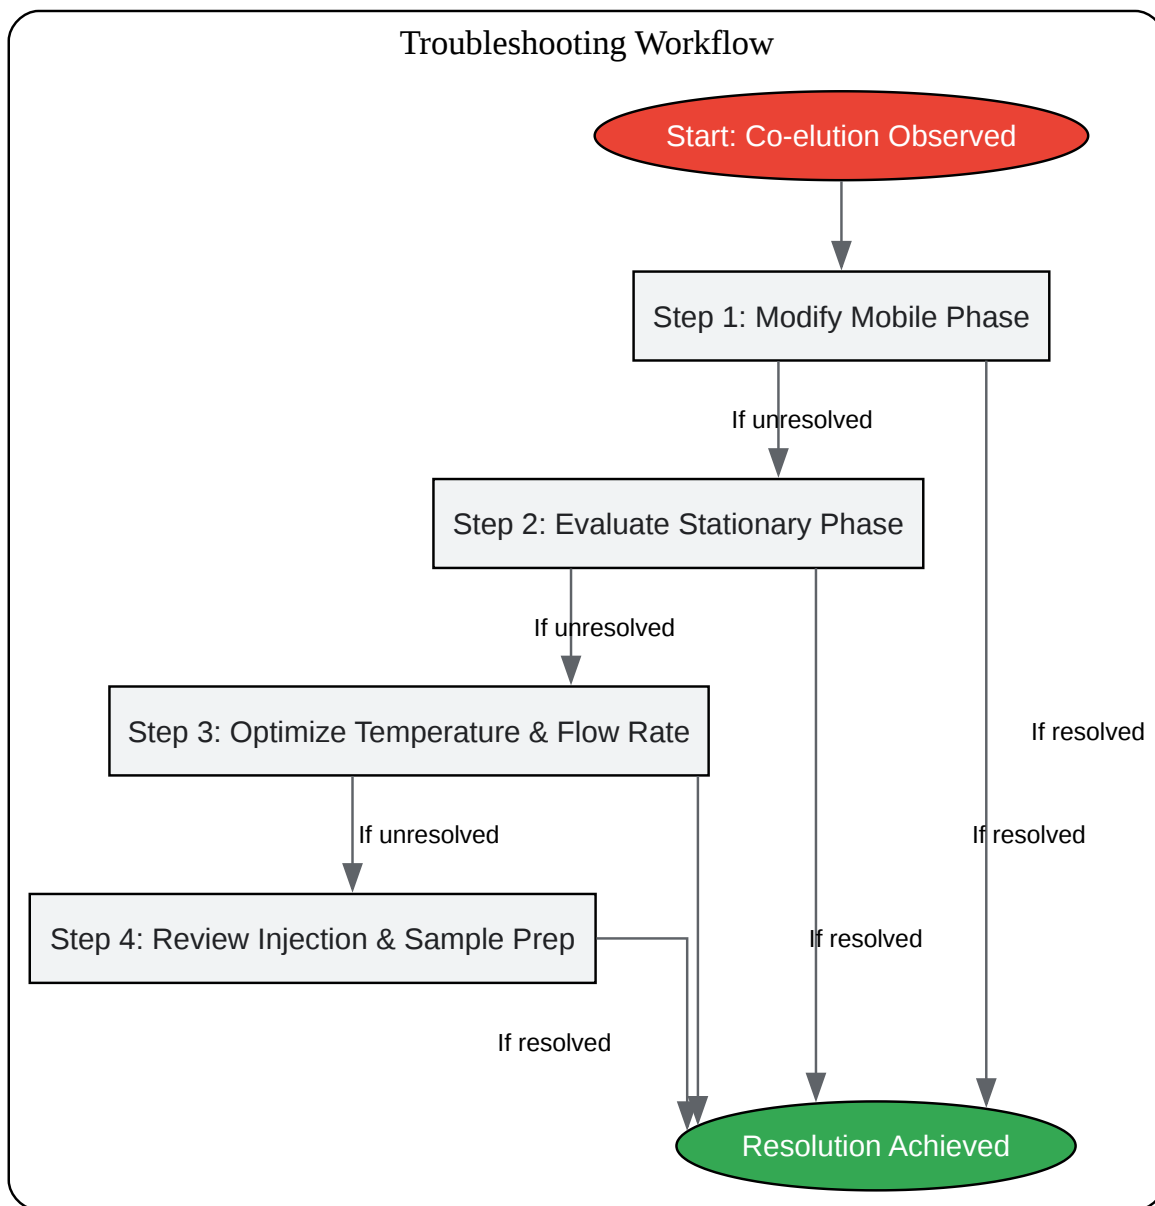 Troubleshooting Workflow
Start: Co-elution Observed
Step 1: Modify Mobile Phase
If unresolved
Step 2: Evaluate Stationary Phase
If unresolved
Step 3: Optimize Temperature & Flow Rate
If resolved
If unresolved
If resolved
Step 4: Review Injection & Sample Prep
If resolved
If resolved
Resolution Achieved